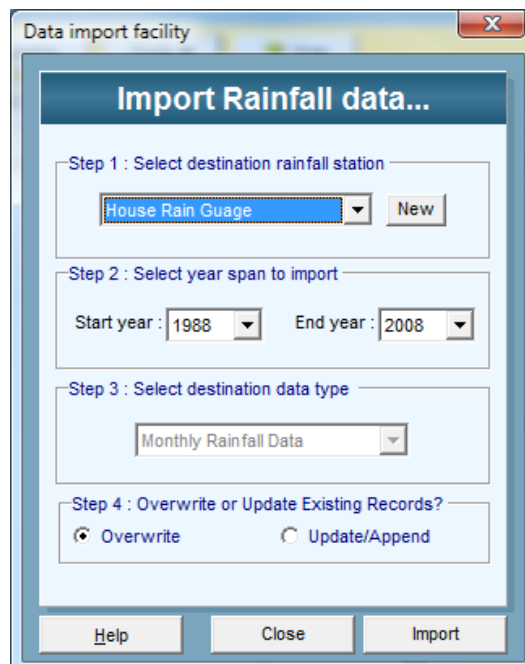 Data import facility
Import Rainfall data...
Step 1 : Select destination rainfall station
House Rain Guage
New
Step 2 : Select year span to import
Start year : 1988 End year : 2008
Step 3 : Select destination data type
Monthly Rainfall Data
Step 4 : Overwrite or Update Existing Records?
Overwrite Update/Append
Help Close Import